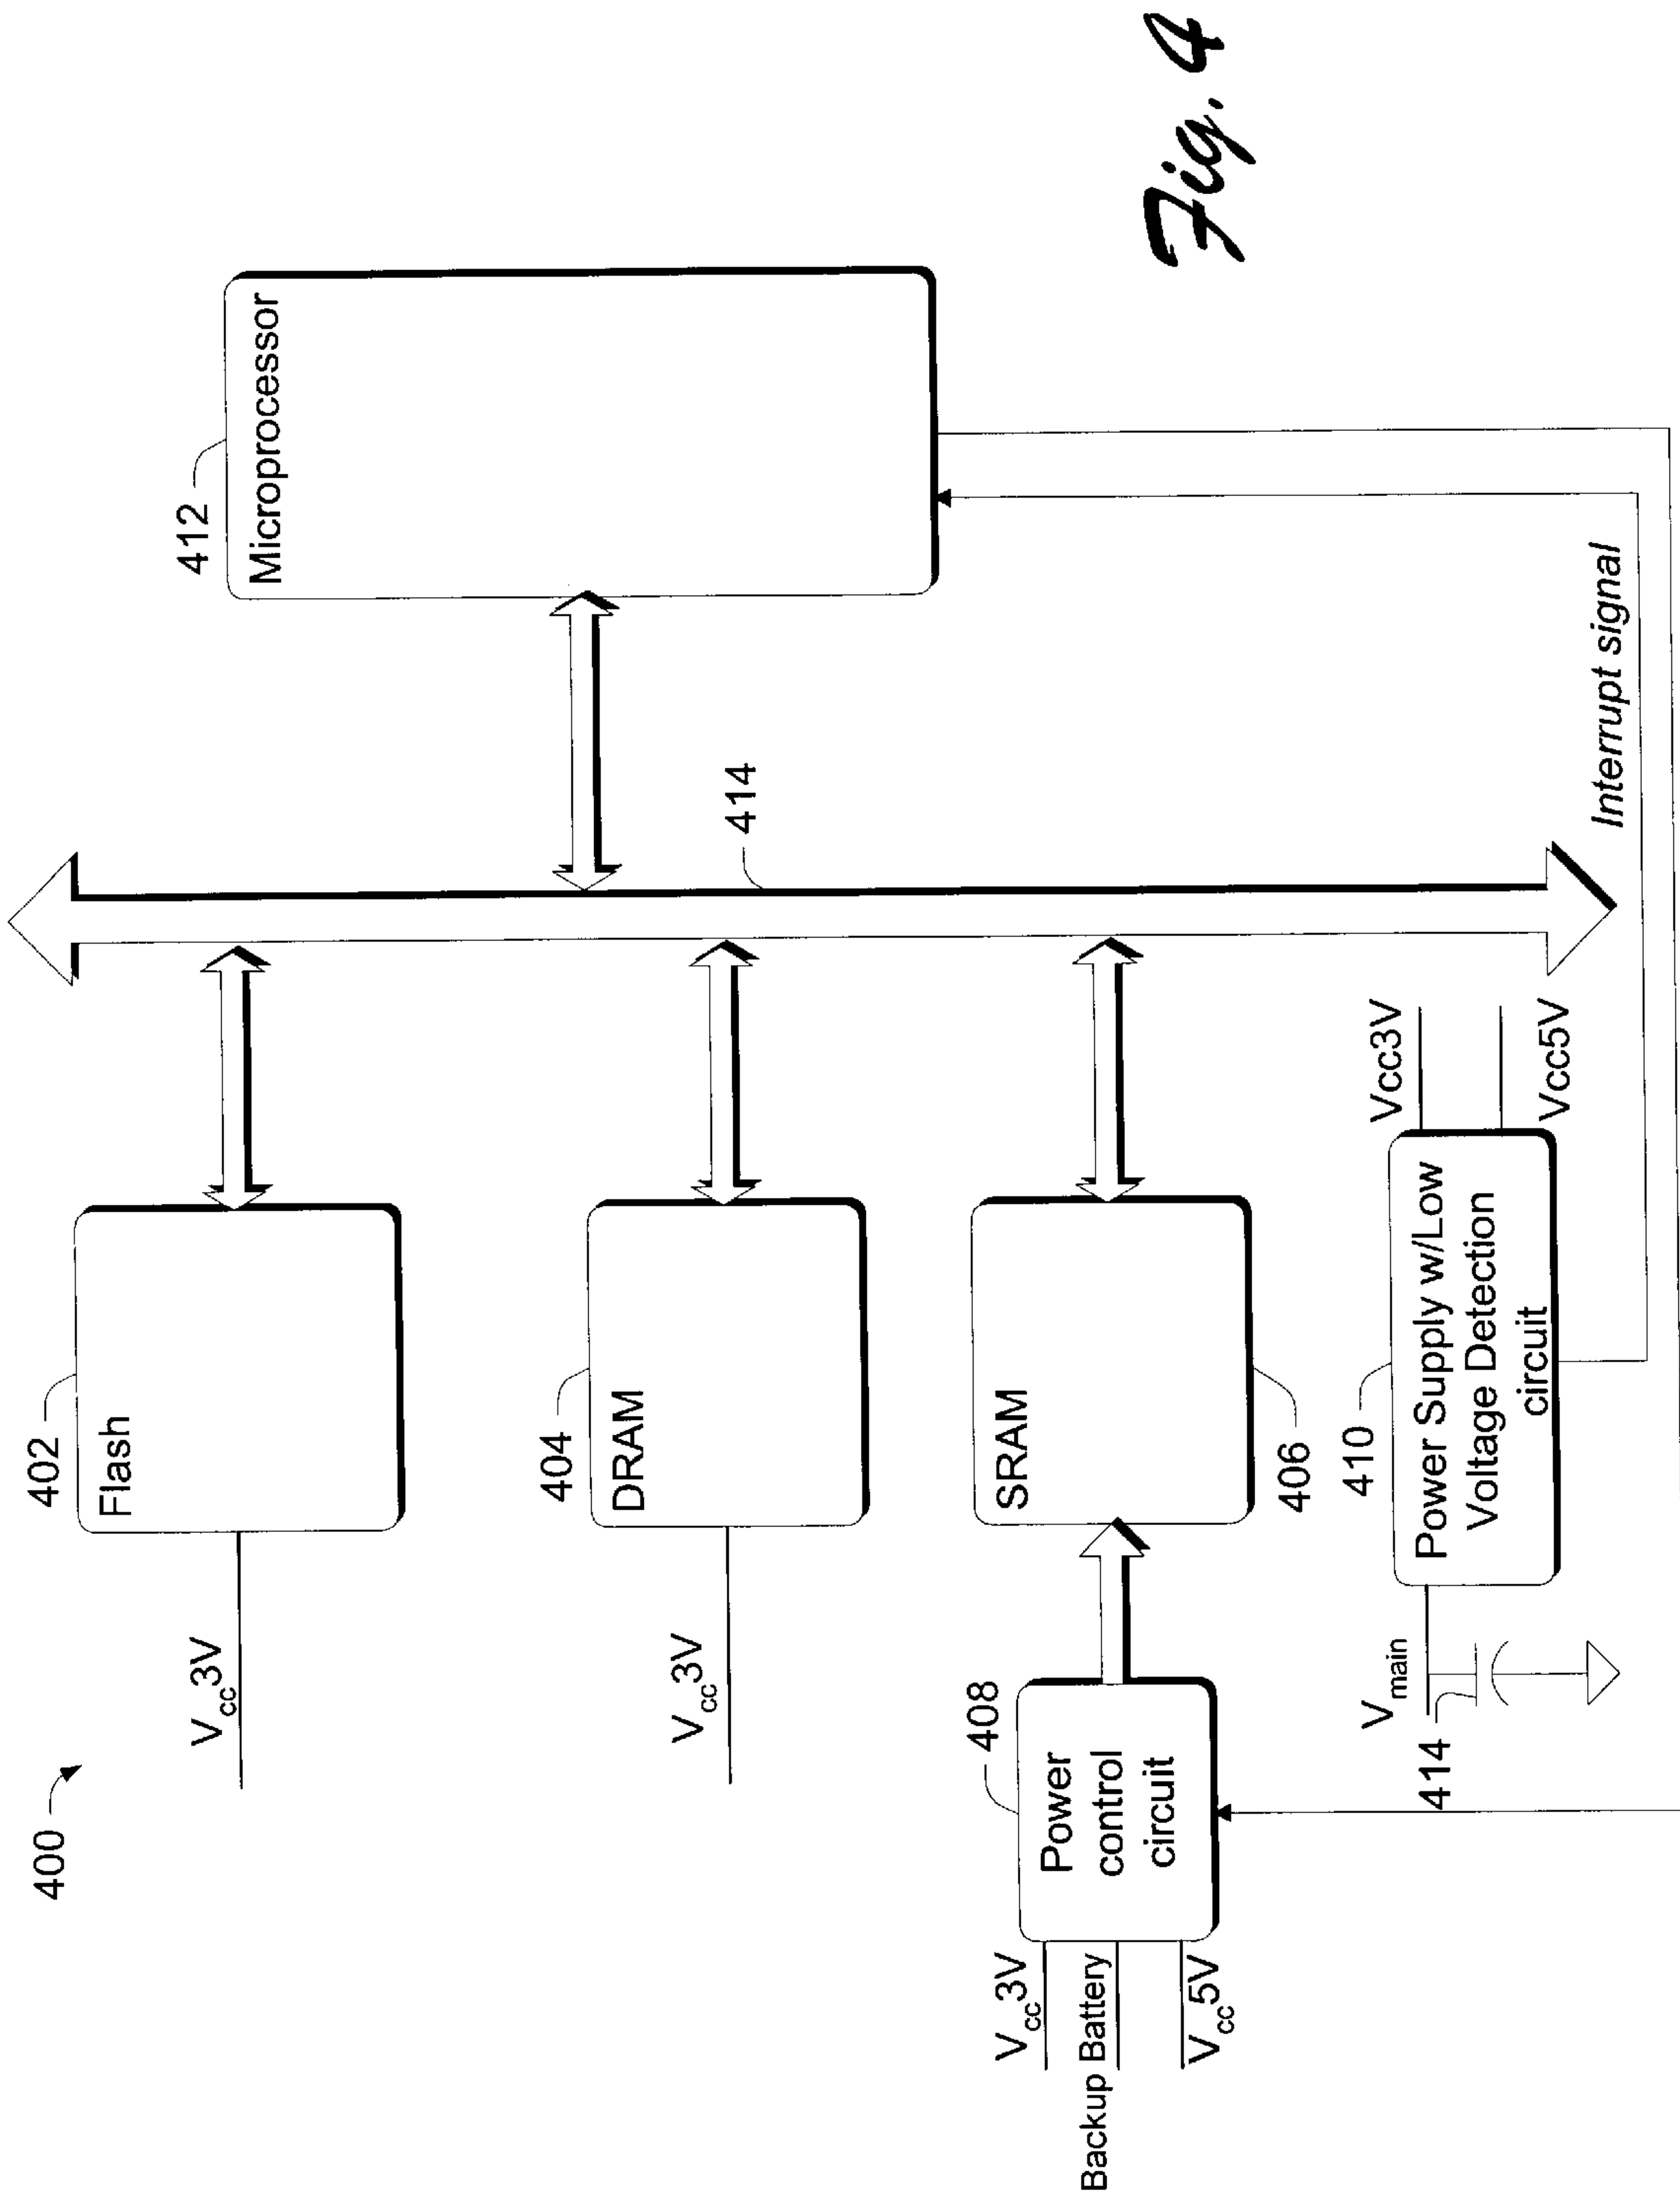 400
402
Flash
Vcc3V
404
DRAM
Vcc3V
406
SRAM
408
Power
control
circuit
Vcc3V
Backup Battery
Vcc5V
410
Power Supply w/Low
Voltage Detection
circuit
Vmain
414
Vcc3V
Vcc5V
414
412
Microprocessor
Interrupt signal
Fig. 4